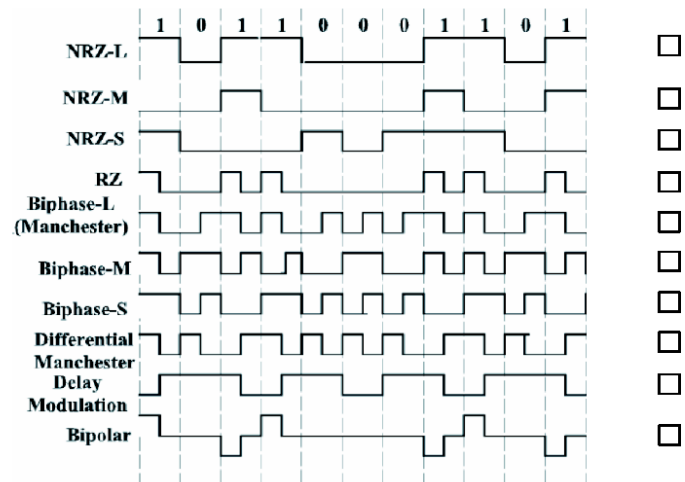 1 0 1 1 0 0 0 1 1 0 1
NRZ-L
NRZ-M
NRZ-S
RZ
Biphase-L
(Manchester)
Biphase-M
Biphase-S
Differential
Manchester
Delay
Modulation
Bipolar